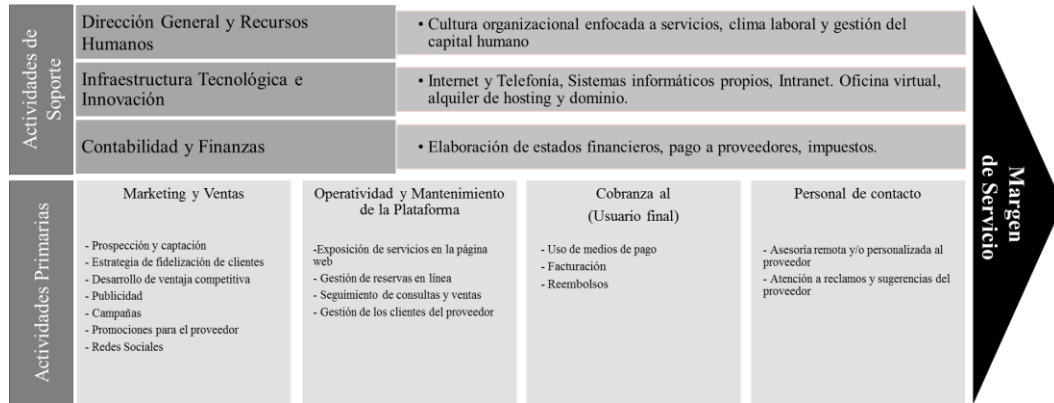 Actividades de
Soporte
Dirección General y Recursos
Humanos
• Cultura organizacional enfocada a servicios, clima laboral y gestión del
capital humano
Infraestructura Tecnológica e
Innovación
• Internet y Telefonía, Sistemas informáticos propios, Intranet. Oficina virtual,
alquiler de hosting y dominio.
Contabilidad y Finanzas
• Elaboración de estados financieros, pago a proveedores, impuestos.
Actividades Primarias
Marketing y Ventas
- Prospección y captación
- Estrategia de fidelización de clientes
- Desarrollo de ventaja competitiva
- Publicidad
- Campañas
- Promociones para el proveedor
- Redes Sociales
Operatividad y Mantenimiento
de la Plataforma
-Exposición de servicios en la página
web
- Gestión de reservas en línea
- Seguimiento de consultas y ventas
- Gestión de los clientes del proveedor
Cobranza al
(Usuario final)
- Uso de medios de pago
- Facturación
- Reembolsos
Personal de contacto
- Asesoría remota y/o personalizada al
proveedor
- Atención a reclamos y sugerencias del
proveedor
Margen
de Servicio